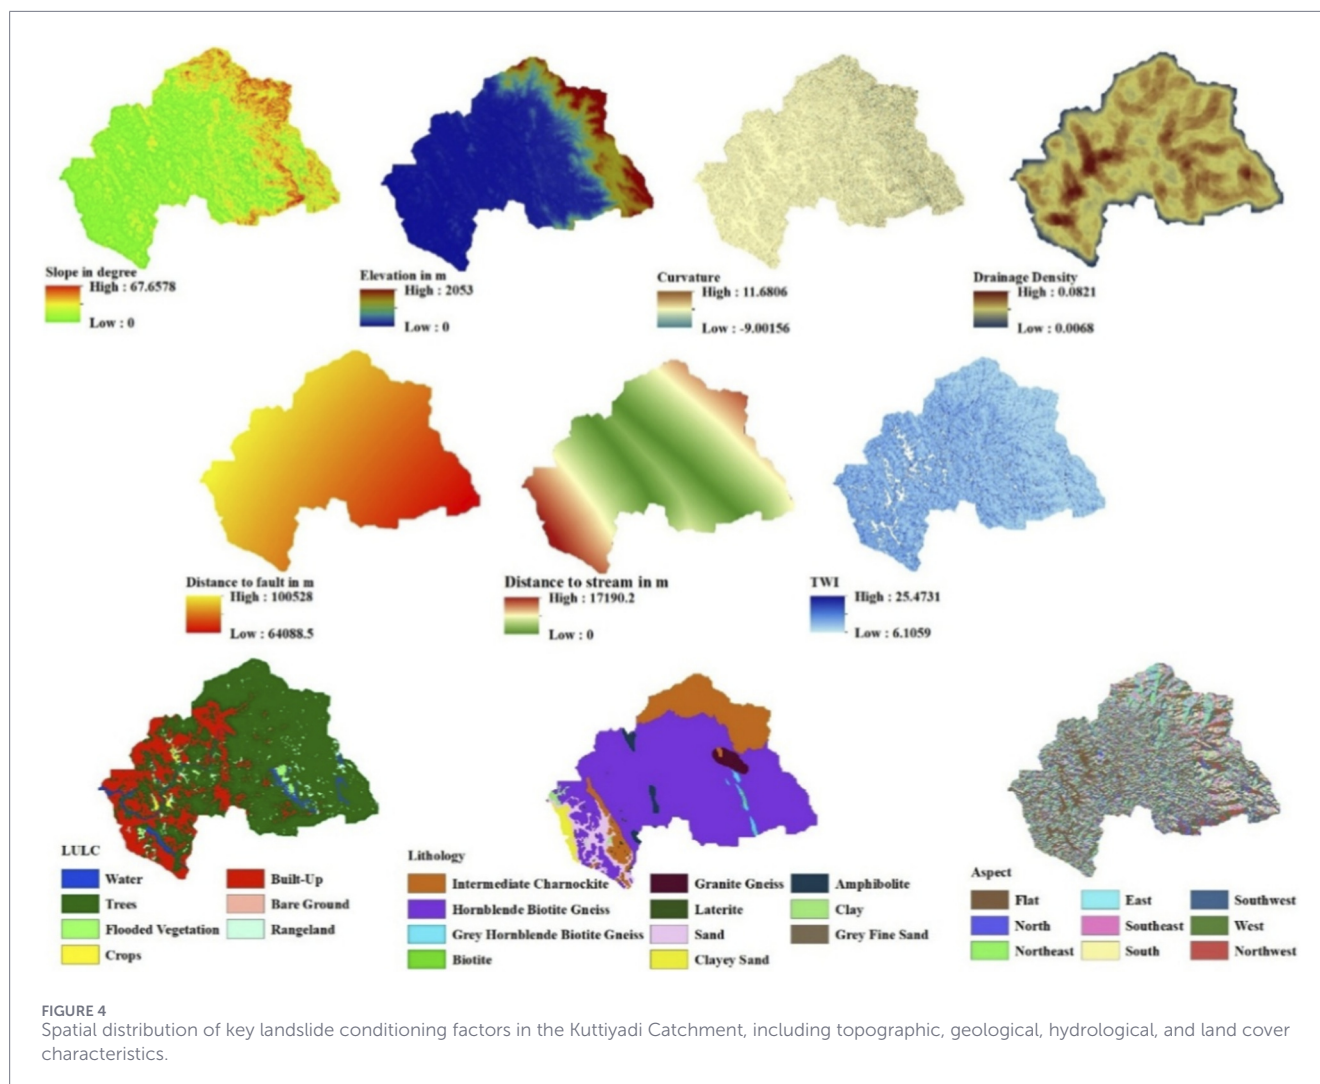 Slope in degree
High : 67.6578
Low : 0
Elevation in m
High : 2053
Low : 0
Curvature
High : 11.6806
Low : -9.00156
Drainage Density
High : 0.0821
Low : 0.0068
Distance to fault in m
High : 100528
Low : 64088.5
Distance to stream in m
High : 17190.2
Low : 0
TWI
High : 25.4731
Low : 6.1059
LULC
Water
Trees
Flooded Vegetation
Crops
Built-Up
Bare Ground
Rangeland
Lithology
Intermediate Charnockite
Hornblende Biotite Gneiss
Grey Hornblende Biotite Gneiss
Biotite
Granite Gneiss
Laterite
Sand
Clayey Sand
Amphibolite
Clay
Grey Fine Sand
Aspect
Flat
North
Northeast
East
Southeast
South
Southwest
West
Northwest
FIGURE 4
Spatial distribution of key landslide conditioning factors in the Kuttiyadi Catchment, including topographic, geological, hydrological, and land cover
characteristics.